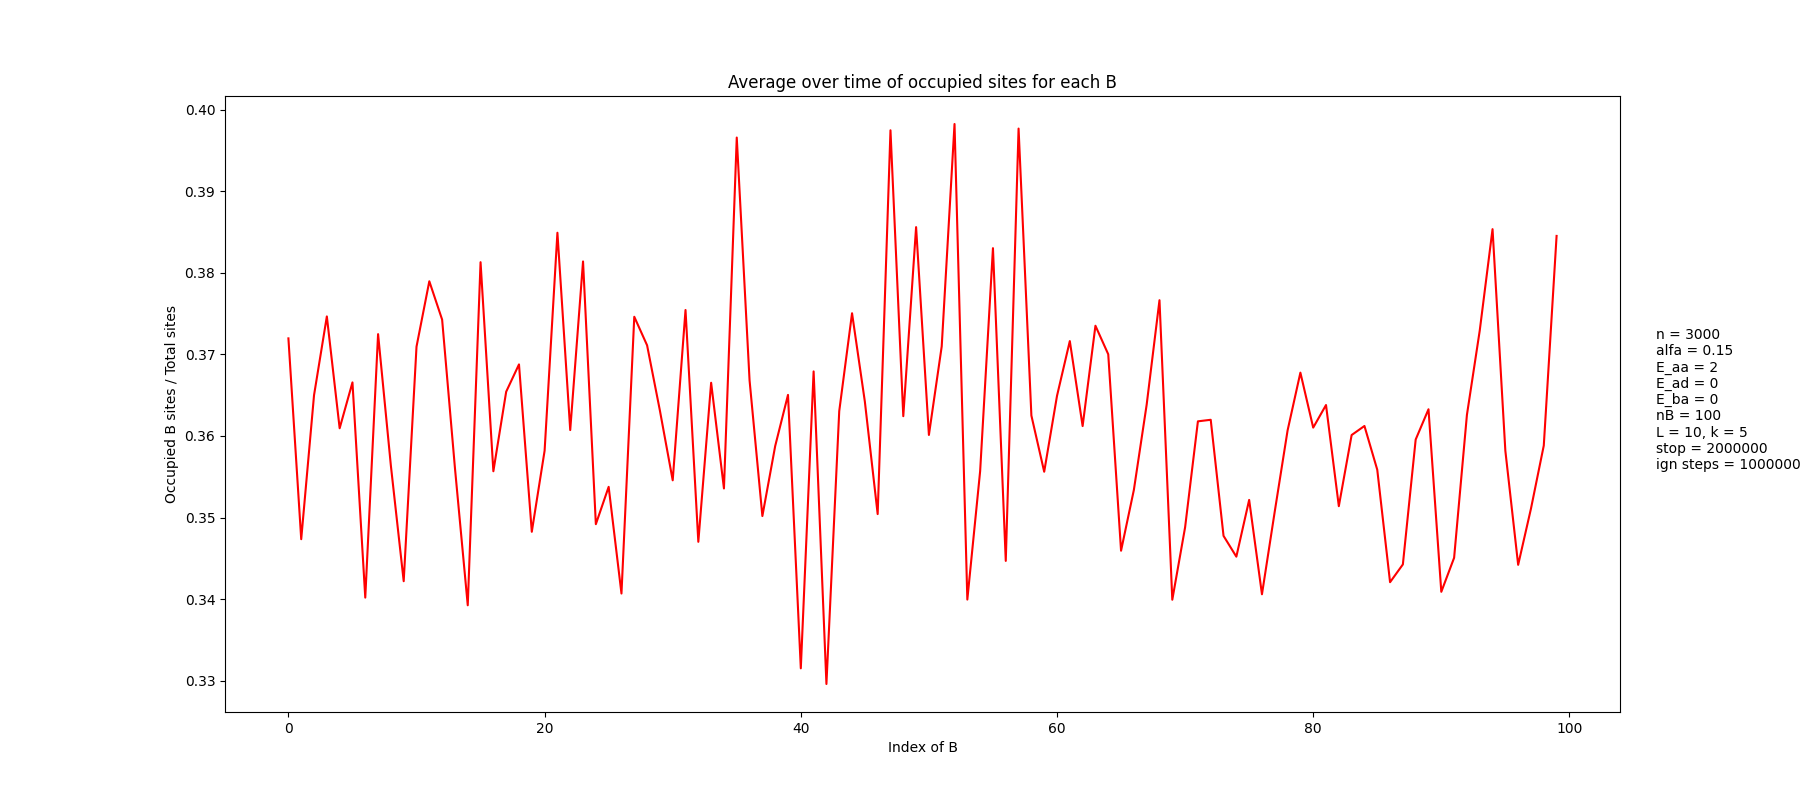 Average over time of occupied sites for each B
0.40
0.39
0.38
0.37
0.36
0.35
0.34
0.33
Occupied B sites / Total sites
0 20 40 60 80 100
Index of B
n = 3000
alfa = 0.15
E_aa = 2
E_ad = 0
E_ba = 0
nB = 100
L = 10, k = 5
stop = 2000000
ign steps = 1000000